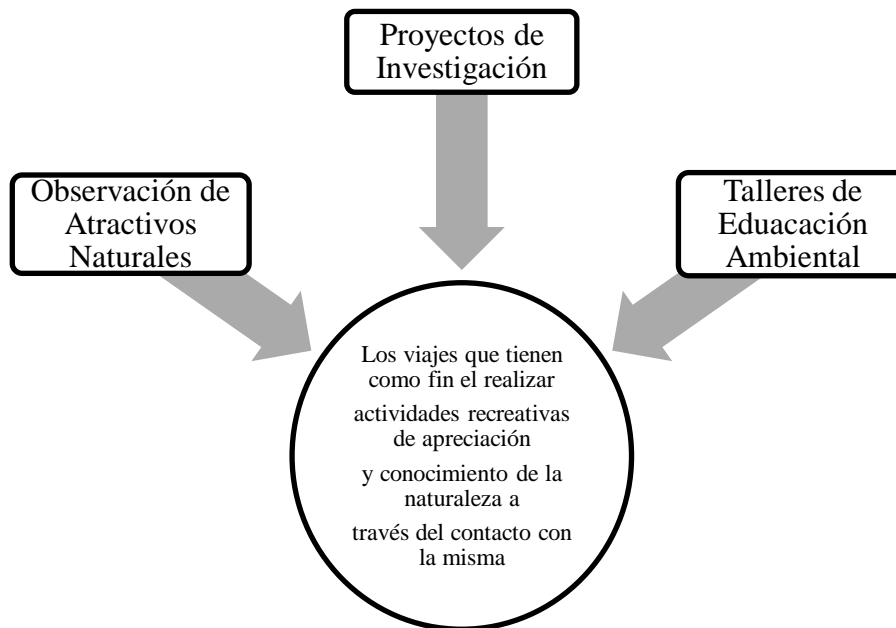 Proyectos de
Investigación
Observación de
Atractivos
Naturales
Talleres de
Eduacación
Ambiental
Los viajes que tienen
como fin el realizar
actividades recreativas
de apreciación
y conocimiento de la
naturaleza a
través del contacto con
la misma